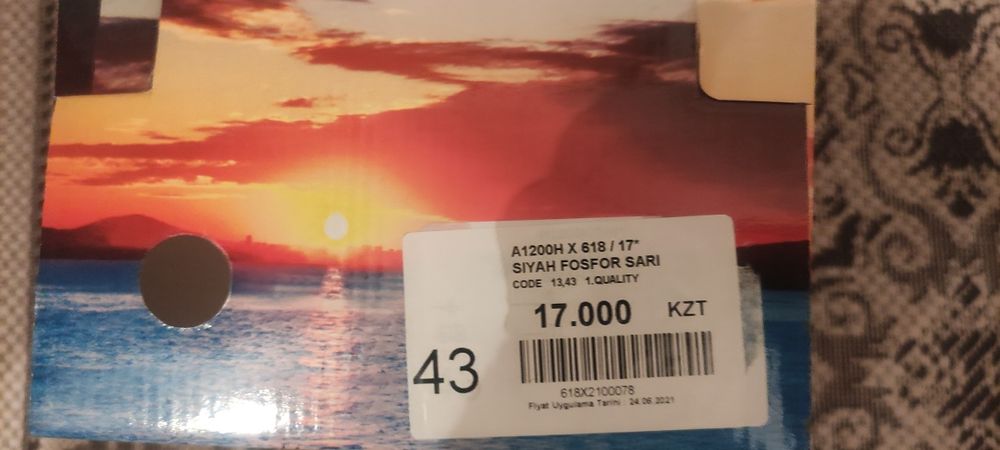 A1200H X 618 / 17*
SIYAH FOSFOR SARI
CODE 13,43 1.QUALITY
17.000 KZT
43
618X2100078
Fiyat Uygulama Tarini : 24.06.2021